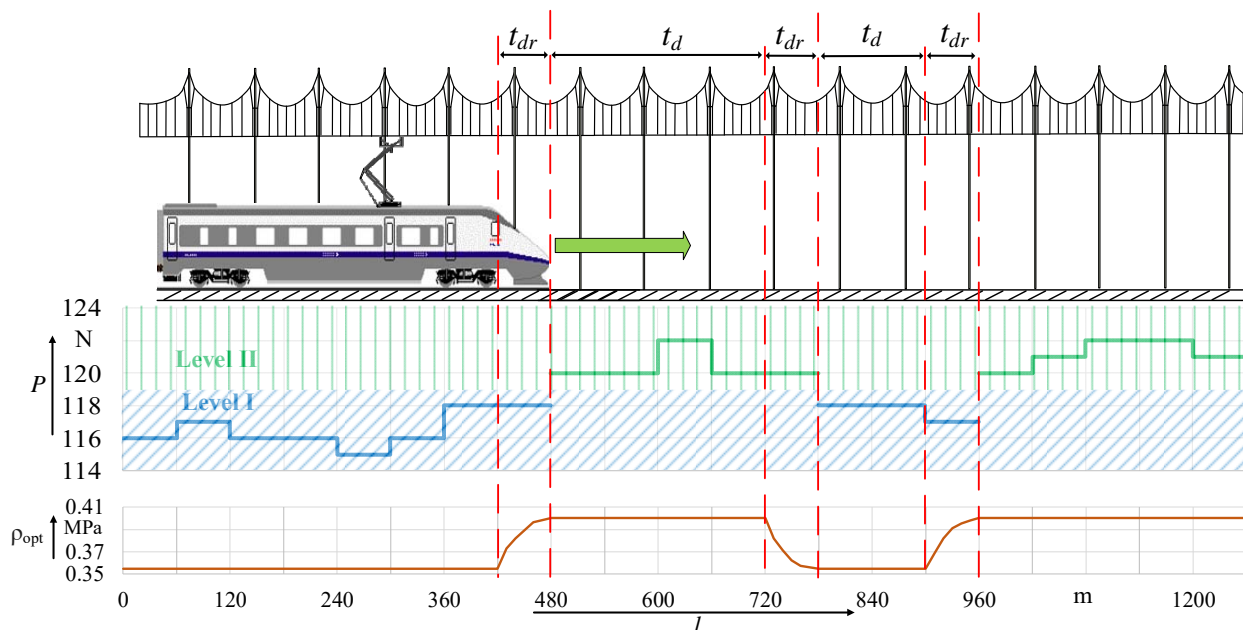 t_dr t_d t_dr t_d t_dr
124
N
Level II
P
120
118
Level I
116
114
0.41
MPa
ρopt
0.37
0.35
0 120 240 360 480 600 720 840 960 m 1200
l